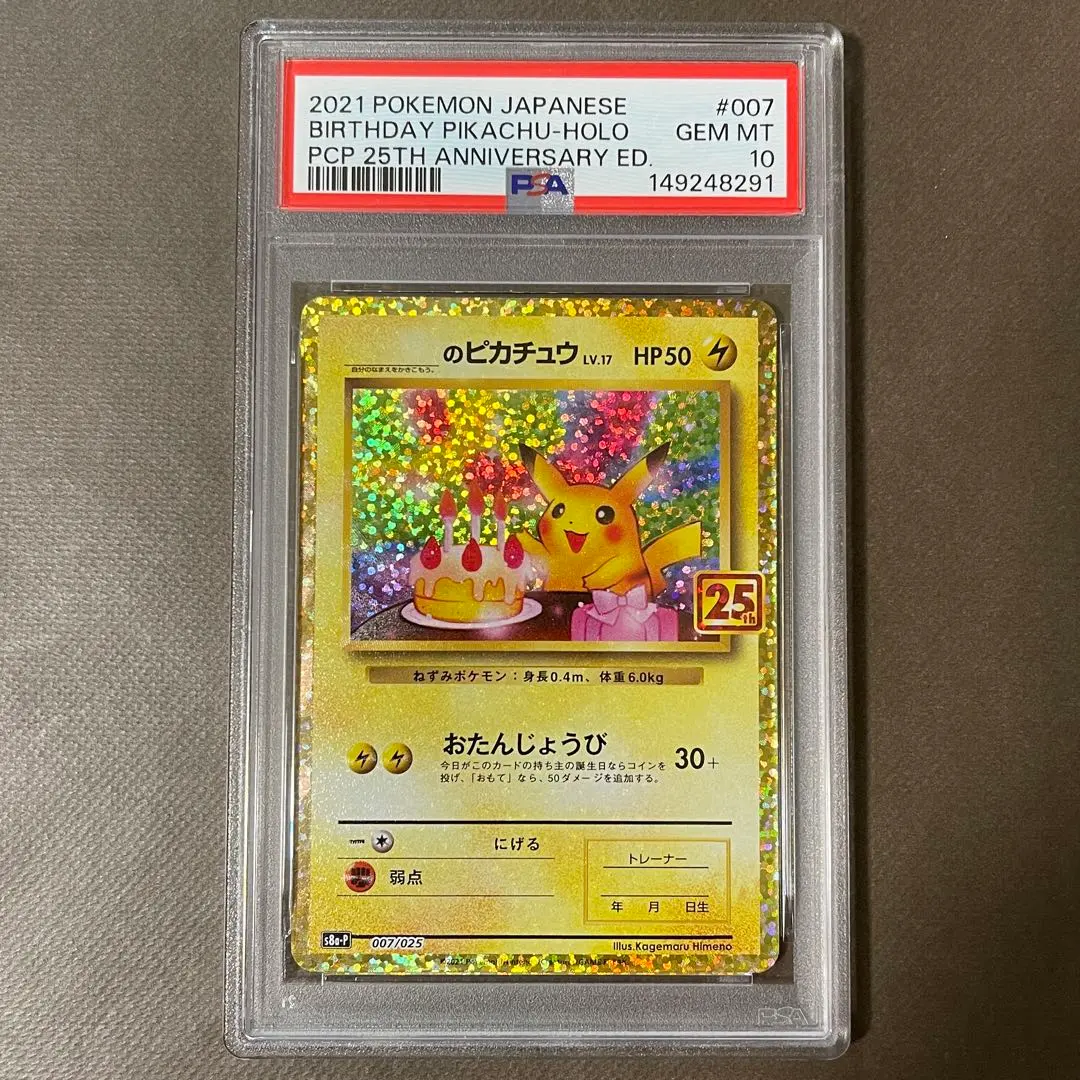 2021 POKEMON JAPANESE #007
BIRTHDAY PIKACHU-HOLO GEM MT
PCP 25TH ANNIVERSARY ED. 10
PSA 149248291
のピカチュウ LV.17 HP50
自分のなまえをかきこもう。
25th
ねずみポケモン：身長0.4m、体重6.0kg
おたんじょうび 30+
今日がこのカードの持ち主の誕生日ならコインを
投げ、「おもて」なら、50ダメージを追加する。
にげる
弱点
トレーナー
年 月 日生
s8a-P 007/025
Illus.Kagemaru Himeno
PSA